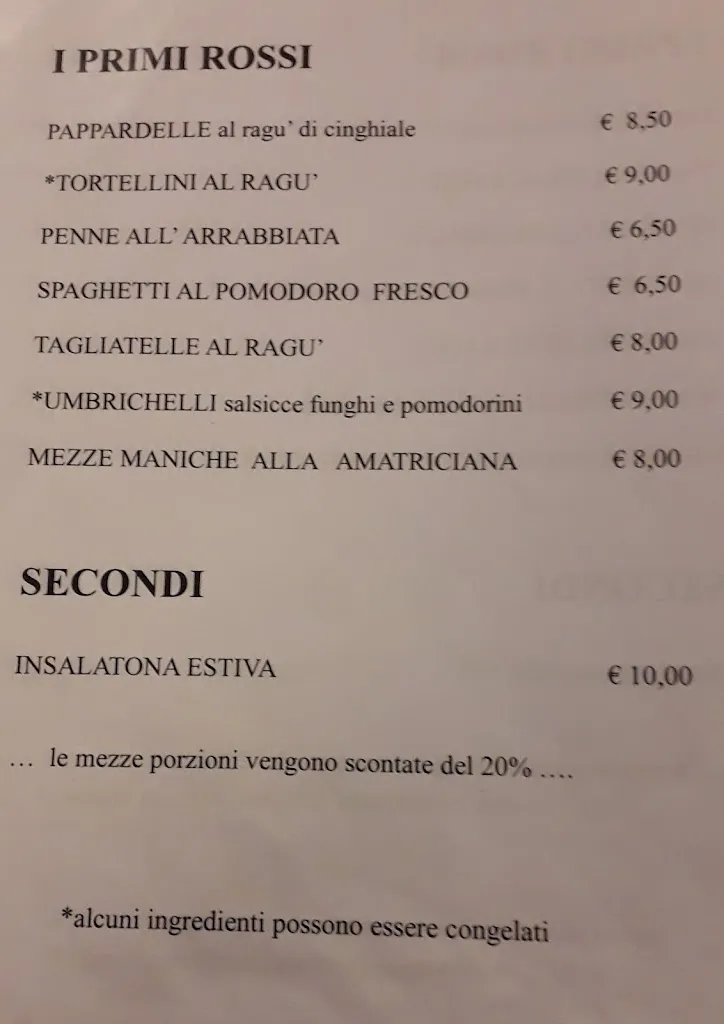 I PRIMI ROSSI
PAPPARDELLE al ragu' di cinghiale € 8,50
*TORTELLINI AL RAGU' € 9,00
PENNE ALL' ARRABBIATA € 6,50
SPAGHETTI AL POMODORO FRESCO € 6,50
TAGLIATELLE AL RAGU' € 8,00
*UMBRICHELLI salsicce funghi e pomodorini € 9,00
MEZZE MANICHE ALLA AMATRICIANA € 8,00
SECONDI
INSALATONA ESTIVA € 10,00
... le mezze porzioni vengono scontate del 20% ....
*alcuni ingredienti possono essere congelati